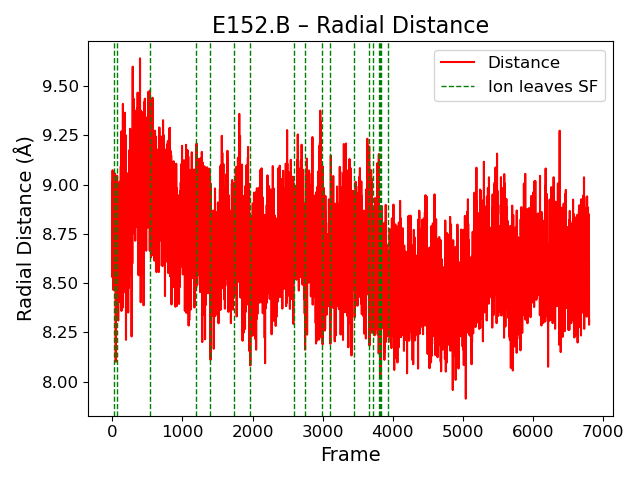 E152.B – Radial Distance
Distance
Ion leaves SF
Radial Distance (Å)
9.50
9.25
9.00
8.75
8.50
8.25
8.00
0 1000 2000 3000 4000 5000 6000 7000
Frame